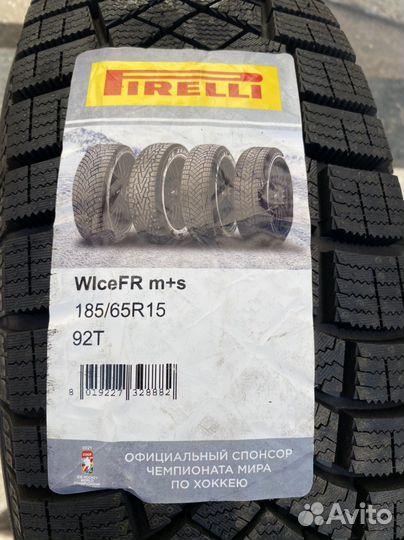 PIRELLI
WIceFR m+s
185/65R15
92T
8 019227 328882
ОФИЦИАЛЬНЫЙ СПОНСОР
ЧЕМПИОНАТА МИРА
ПО ХОККЕЮ
Avito